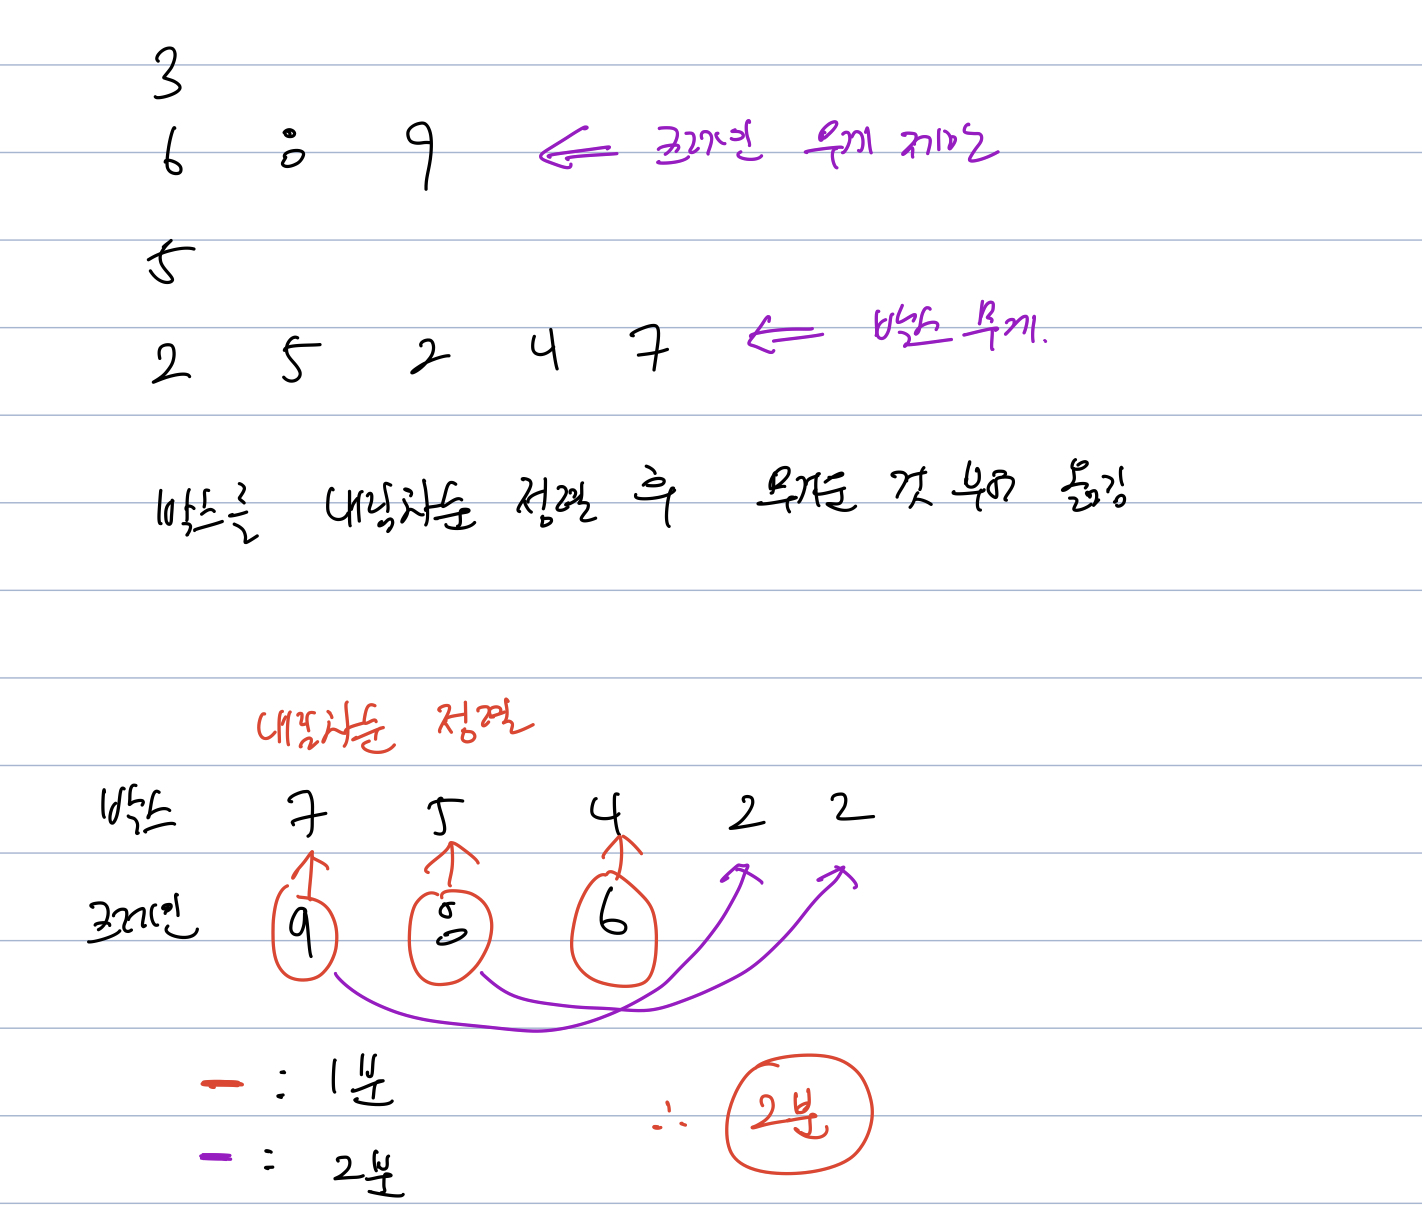 3
6 8 9 ⇐ 크레인 무게 제한
5
2 5 2 4 7 ⇐ 박스 무게.
박스를 내림차순 정렬 후 무거운 것 부터 옮김
내림차순 정렬
박스 7 5 4 2 2
크레인 9 8 6
- : 1분
- : 2분
∴ 2분